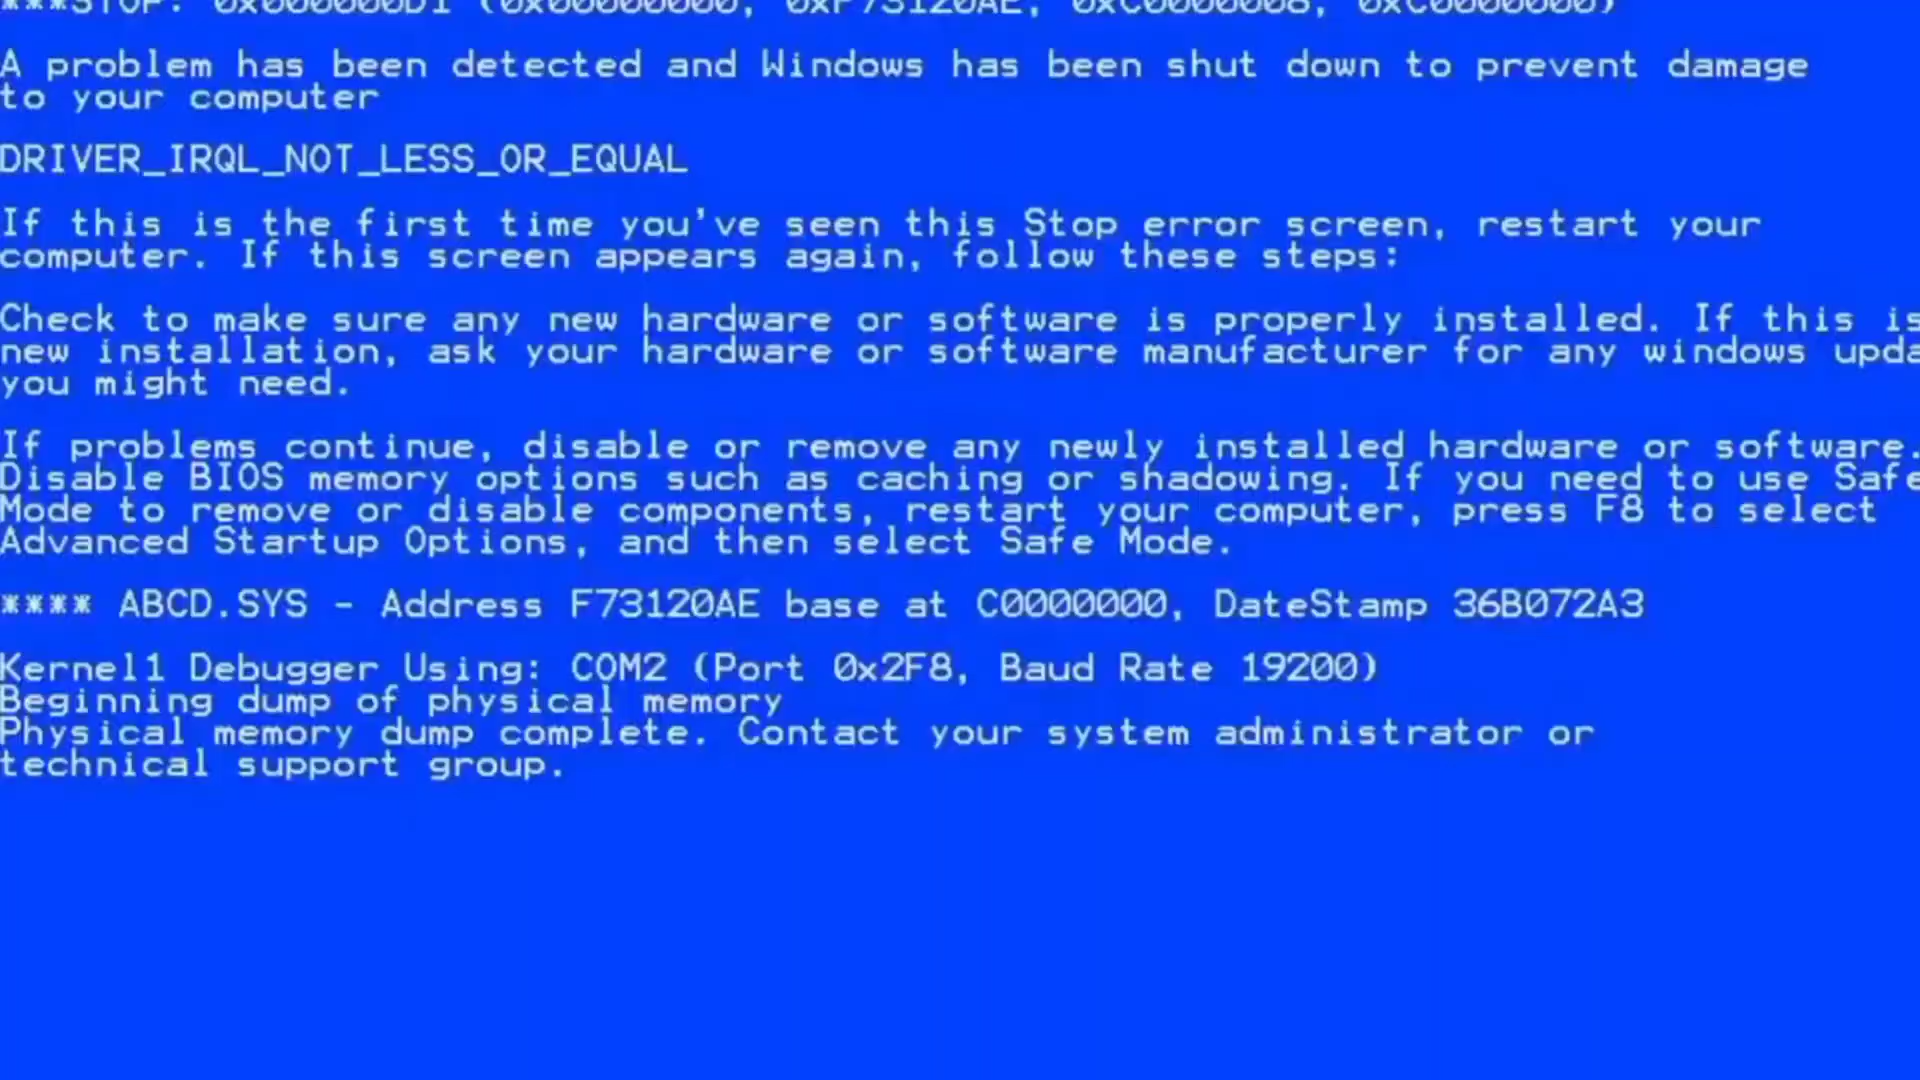 ***STOP: 0x000000D1 (0x00000000, 0xF73120AE, 0xC0000008, 0xC0000000)
A problem has been detected and Windows has been shut down to prevent damage
to your computer
DRIVER_IRQL_NOT_LESS_OR_EQUAL
If this is the first time you've seen this Stop error screen, restart your
computer. If this screen appears again, follow these steps:
Check to make sure any new hardware or software is properly installed. If this is
new installation, ask your hardware or software manufacturer for any windows upda
you might need.
If problems continue, disable or remove any newly installed hardware or software.
Disable BIOS memory options such as caching or shadowing. If you need to use Safe
Mode to remove or disable components, restart your computer, press F8 to select
Advanced Startup Options, and then select Safe Mode.
**** ABCD.SYS - Address F73120AE base at C0000000, DateStamp 36B072A3
Kernel1 Debugger Using: COM2 (Port 0x2F8, Baud Rate 19200)
Beginning dump of physical memory
Physical memory dump complete. Contact your system administrator or
technical support group.